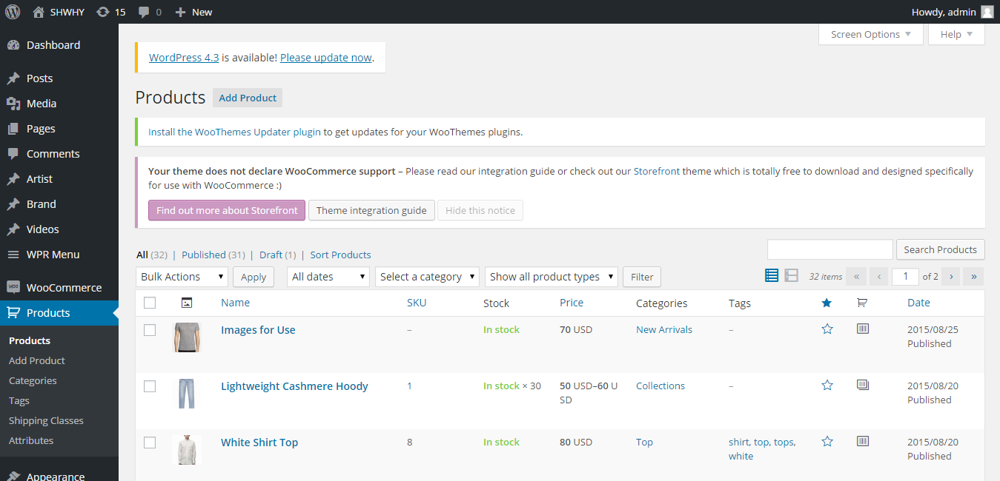 SHWHY 15 0 New Howdy, admin
Screen Options Help
Dashboard
Posts
Media
Pages
Comments
Artist
Brand
Videos
WPR Menu
WooCommerce
Products
Products
Add Product
Categories
Tags
Shipping Classes
Attributes
Appearance
WordPress 4.3 is available! Please update now.
Products Add Product
Install the WooThemes Updater plugin to get updates for your WooThemes plugins.
Your theme does not declare WooCommerce support – Please read our integration guide or check out our Storefront theme which is totally free to download and designed specifically
for use with WooCommerce :)
Find out more about Storefront Theme integration guide Hide this notice
All (32) | Published (31) | Draft (1) | Sort Products Search Products
Bulk Actions Apply All dates Select a category Show all product types Filter 32 items « ‹ 1 of 2 › »
Name SKU Stock Price Categories Tags Date
Images for Use – In stock 70 USD New Arrivals – 2015/08/25
Published
Lightweight Cashmere Hoody 1 In stock × 30 50 USD–60 U Collections – 2015/08/20
SD Published
White Shirt Top 8 In stock 80 USD Top shirt, top, tops, 2015/08/20
white Published